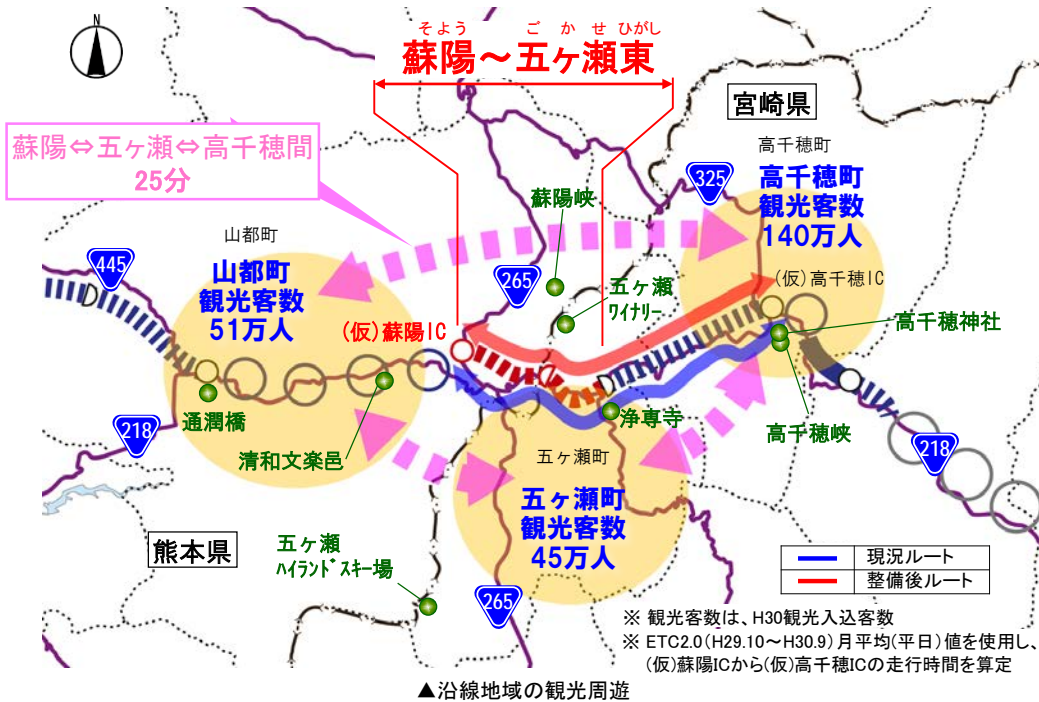 そよう ごかせひがし
蘇陽～五ヶ瀬東
宮崎県
蘇陽⇔五ヶ瀬⇔高千穂間
25分
高千穂町
高千穂町
観光客数
140万人
325
蘇陽峡
山都町
山都町
観光客数
51万人
445
265
五ヶ瀬
ワイナリー
(仮)高千穂IC
(仮)蘇陽IC
高千穂神社
通潤橋
浄専寺
高千穂峡
218
清和文楽邑
218
五ヶ瀬町
五ヶ瀬町
観光客数
45万人
熊本県
五ヶ瀬
ハイランドスキー場
265
現況ルート
整備後ルート
※ 観光客数は、H30観光入込客数
※ ETC2.0(H29.10～H30.9)月平均(平日)値を使用し、
(仮)蘇陽ICから(仮)高千穂ICの走行時間を算定
▲沿線地域の観光周遊